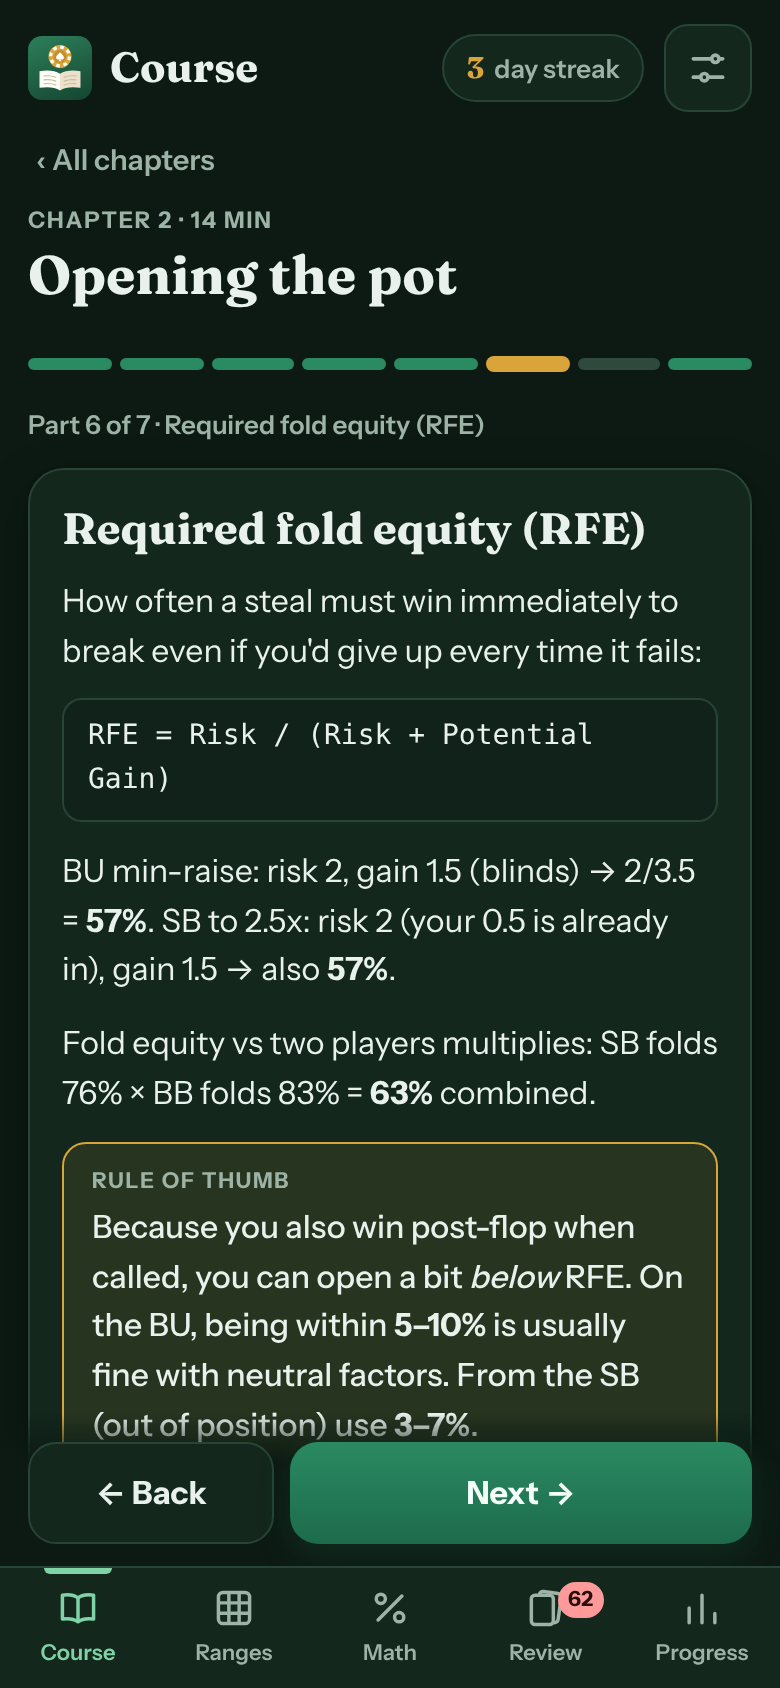 Course
3 day streak
‹ All chapters
CHAPTER 2 · 14 MIN
Opening the pot
Part 6 of 7 · Required fold equity (RFE)
Required fold equity (RFE)
How often a steal must win immediately to
break even if you'd give up every time it fails:
RFE = Risk / (Risk + Potential
Gain)
BU min-raise: risk 2, gain 1.5 (blinds) → 2/3.5
= 57%. SB to 2.5x: risk 2 (your 0.5 is already
in), gain 1.5 → also 57%.
Fold equity vs two players multiplies: SB folds
76% × BB folds 83% = 63% combined.
RULE OF THUMB
Because you also win post-flop when
called, you can open a bit below RFE. On
the BU, being within 5–10% is usually
fine with neutral factors. From the SB
(out of position) use 3–7%.
← Back
Next →
62
Course
Ranges
Math
Review
Progress